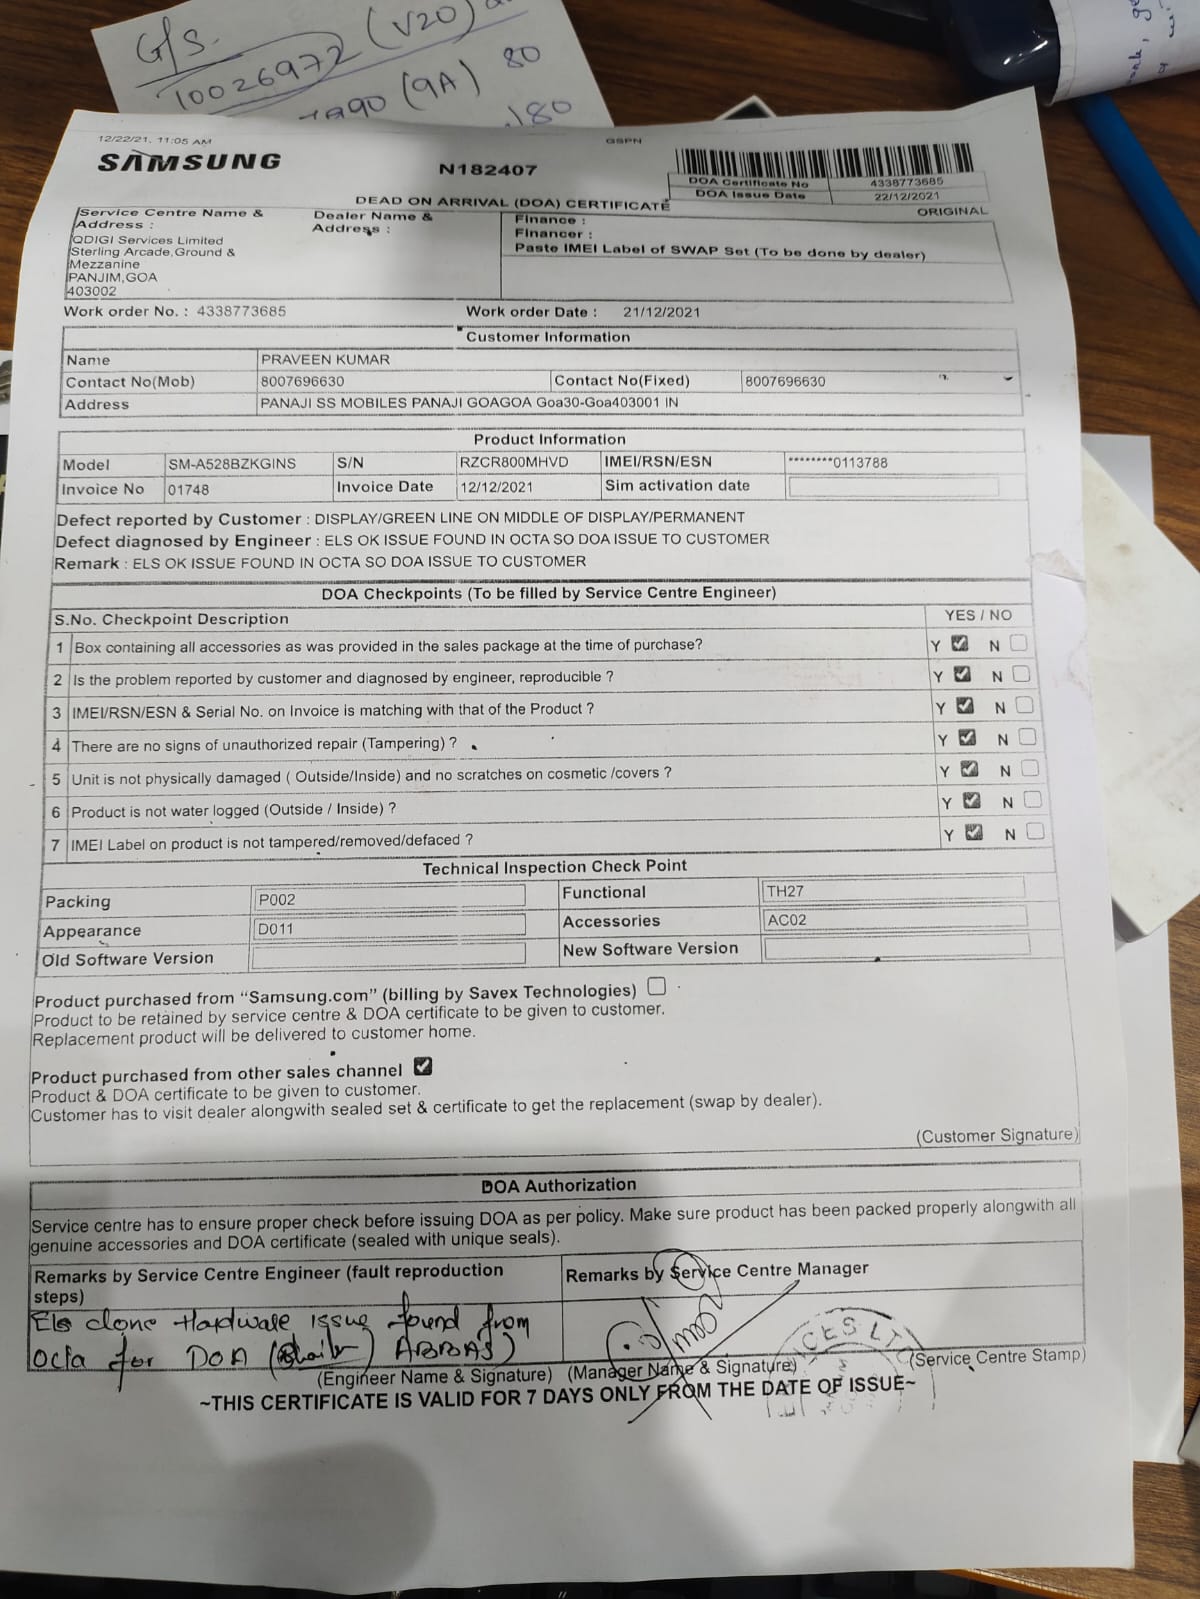 G/S.
10026972 (V20)
(9A) 80
180
12/22/21, 11:05 AM
GSPN
SAMSUNG
N182407
DOA Certificate No 4338773685
DOA Issue Date 22/12/2021
DEAD ON ARRIVAL (DOA) CERTIFICATE
ORIGINAL
Service Centre Name &
Address :
QDIGI Services Limited
Sterling Arcade,Ground &
Mezzanine
PANJIM,GOA
403002
Dealer Name &
Address :
Finance :
Financer :
Paste IMEI Label of SWAP Set (To be done by dealer)
Work order No. : 4338773685 Work order Date : 21/12/2021
Customer Information
Name PRAVEEN KUMAR
Contact No(Mob) 8007696630 Contact No(Fixed) 8007696630
Address PANAJI SS MOBILES PANAJI GOAGOA Goa30-Goa403001 IN
Product Information
Model SM-A528BZKGINS S/N RZCR800MHVD IMEI/RSN/ESN ********0113788
Invoice No 01748 Invoice Date 12/12/2021 Sim activation date
Defect reported by Customer : DISPLAY/GREEN LINE ON MIDDLE OF DISPLAY/PERMANENT
Defect diagnosed by Engineer : ELS OK ISSUE FOUND IN OCTA SO DOA ISSUE TO CUSTOMER
Remark : ELS OK ISSUE FOUND IN OCTA SO DOA ISSUE TO CUSTOMER
DOA Checkpoints (To be filled by Service Centre Engineer)
S.No. Checkpoint Description YES / NO
1 Box containing all accessories as was provided in the sales package at the time of purchase? Y N
2 Is the problem reported by customer and diagnosed by engineer, reproducible ? Y N
3 IMEI/RSN/ESN & Serial No. on Invoice is matching with that of the Product ? Y N
4 There are no signs of unauthorized repair (Tampering) ? Y N
5 Unit is not physically damaged ( Outside/Inside) and no scratches on cosmetic /covers ? Y N
6 Product is not water logged (Outside / Inside) ? Y N
7 IMEI Label on product is not tampered/removed/defaced ? Y N
Technical Inspection Check Point
Packing P002 Functional TH27
Appearance D011 Accessories AC02
Old Software Version New Software Version
Product purchased from “Samsung.com” (billing by Savex Technologies)
Product to be retained by service centre & DOA certificate to be given to customer.
Replacement product will be delivered to customer home.
Product purchased from other sales channel
Product & DOA certificate to be given to customer.
Customer has to visit dealer alongwith sealed set & certificate to get the replacement (swap by dealer).
(Customer Signature)
DOA Authorization
Service centre has to ensure proper check before issuing DOA as per policy. Make sure product has been packed properly alongwith all
genuine accessories and DOA certificate (sealed with unique seals).
Remarks by Service Centre Engineer (fault reproduction
steps)
Remarks by Service Centre Manager
Els done Hardware issue found from
Octa for DOA ABBAS)
(Engineer Name & Signature) (Manager Name & Signature) (Service Centre Stamp)
~THIS CERTIFICATE IS VALID FOR 7 DAYS ONLY FROM THE DATE OF ISSUE~